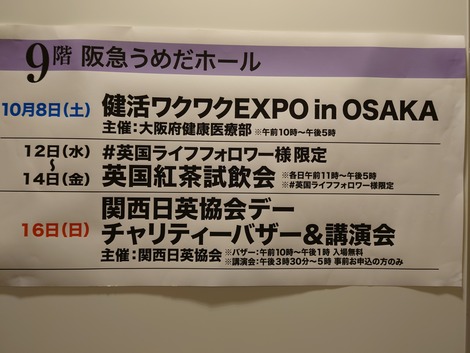 9階 阪急うめだホール
10月8日(土) 健活ワクワクEXPO in OSAKA
主催:大阪府健康医療部 ※午前10時～午後5時
12日(水) #英国ライフフォロワー様限定
～
14日(金) 英国紅茶試飲会 ※各日午前11時～午後5時
※#英国ライフフォロワー様限定
16日(日) 関西日英協会デー
チャリティーバザー&講演会
主催:関西日英協会 ※バザー:午前10時～午後1時 入場無料
※講演会:午後3時30分～5時 事前お申込の方のみ